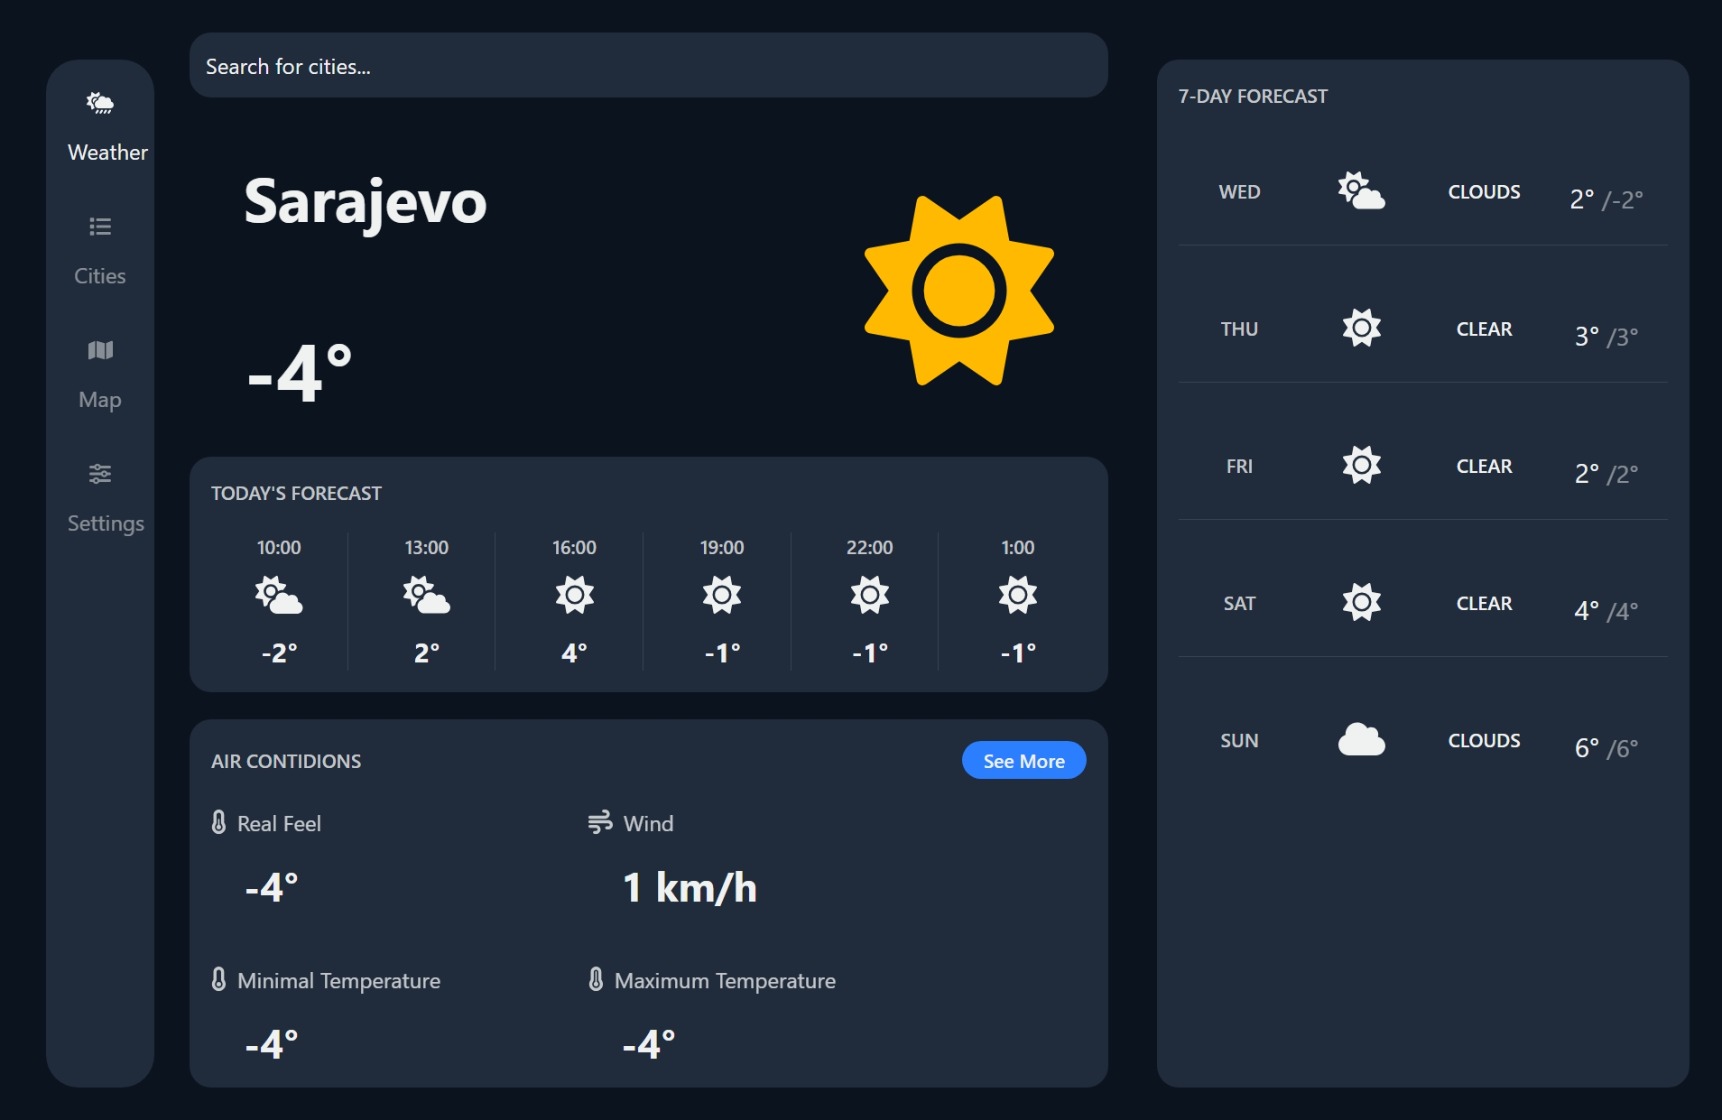 Search for cities...
Weather
Cities
Map
Settings
Sarajevo
-4°
TODAY'S FORECAST
10:00 13:00 16:00 19:00 22:00 1:00
-2° 2° 4° -1° -1° -1°
AIR CONTIDIONS
See More
Real Feel
-4°
Wind
1 km/h
Minimal Temperature
-4°
Maximum Temperature
-4°
7-DAY FORECAST
WED CLOUDS 2° /-2°
THU CLEAR 3° /3°
FRI CLEAR 2° /2°
SAT CLEAR 4° /4°
SUN CLOUDS 6° /6°